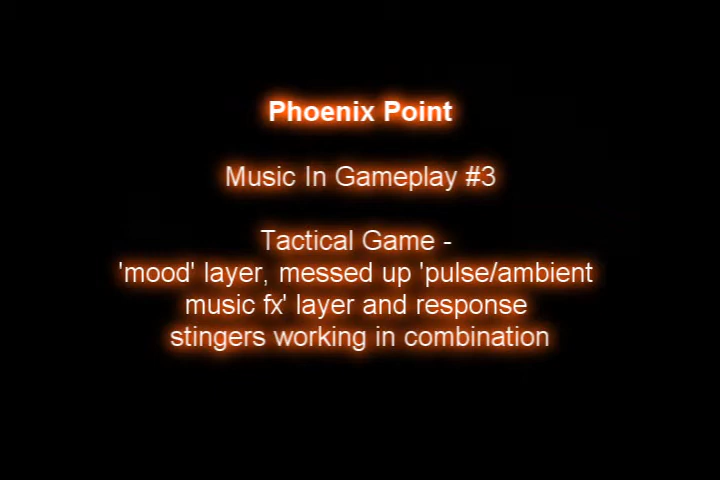 Phoenix Point
Music In Gameplay #3
Tactical Game -
'mood' layer, messed up 'pulse/ambient
music fx' layer and response
stingers working in combination